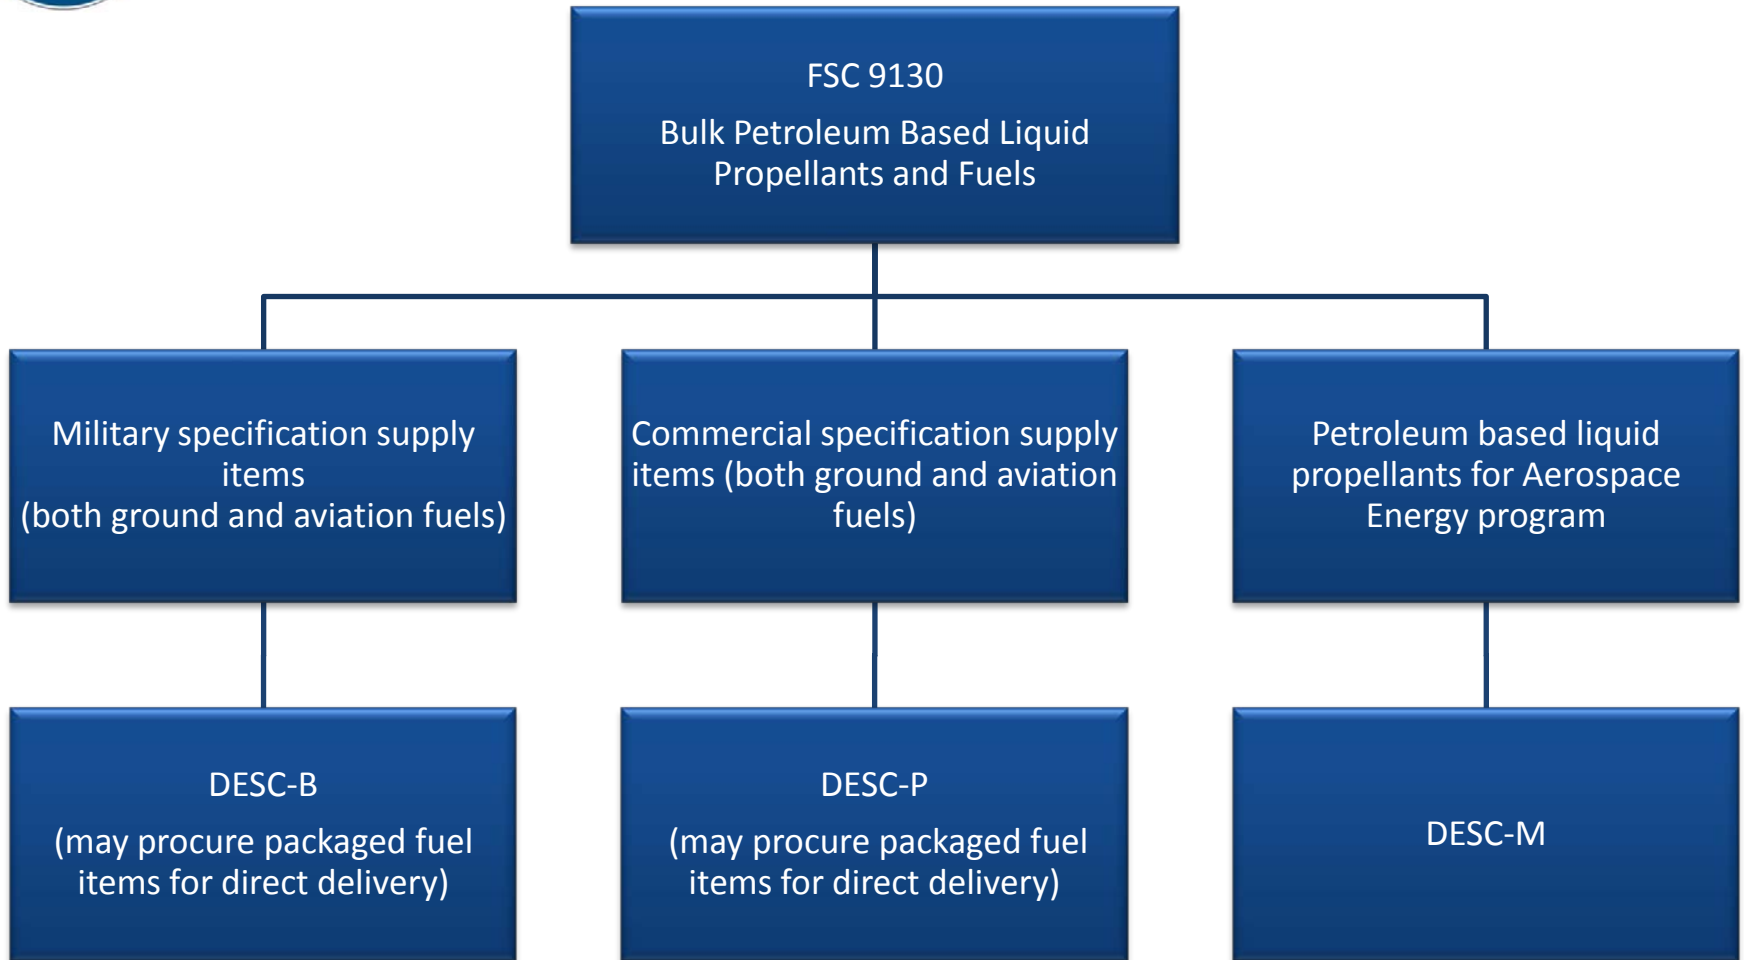 FSC 9130
Bulk Petroleum Based Liquid
Propellants and Fuels
Military specification supply
items
(both ground and aviation fuels)
Commercial specification supply
items (both ground and aviation
fuels)
Petroleum based liquid
propellants for Aerospace
Energy program
DESC-B
(may procure packaged fuel
items for direct delivery)
DESC-P
(may procure packaged fuel
items for direct delivery)
DESC-M